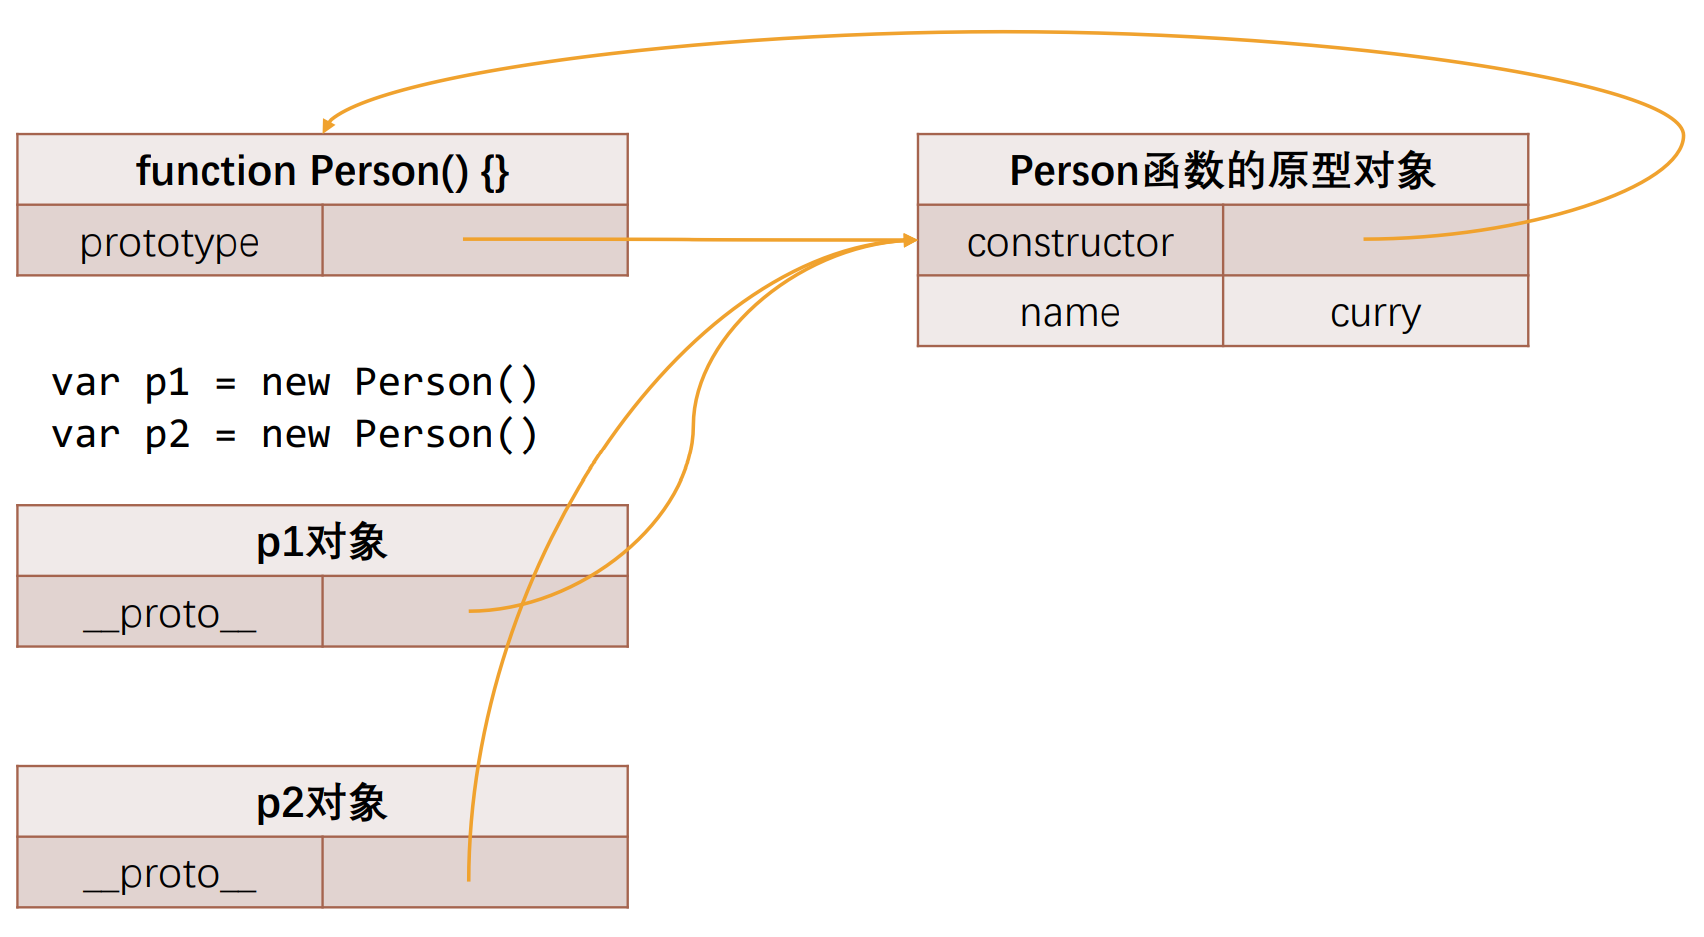 function Person() {}
prototype
Person函数的原型对象
constructor
name curry
var p1 = new Person()
var p2 = new Person()
p1对象
__proto__
p2对象
__proto__